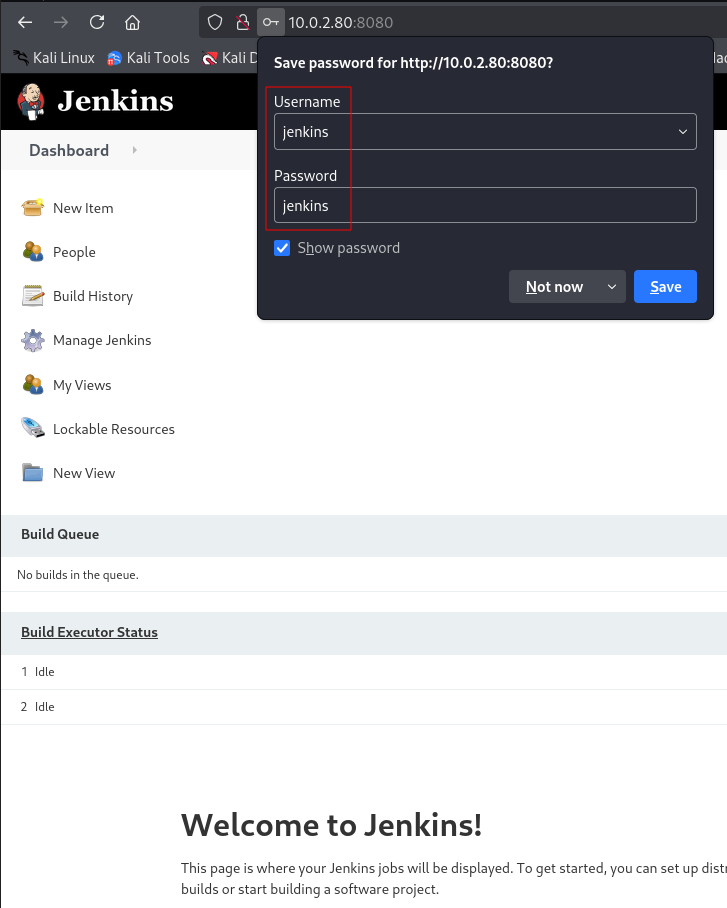 10.0.2.80:8080
Kali Linux Kali Tools Kali D
Save password for http://10.0.2.80:8080?
Username
jenkins
Password
jenkins
Show password
Not now Save
Jenkins
Dashboard
New Item
People
Build History
Manage Jenkins
My Views
Lockable Resources
New View
Build Queue
No builds in the queue.
Build Executor Status
1 Idle
2 Idle
Welcome to Jenkins!
This page is where your Jenkins jobs will be displayed. To get started, you can set up distr
builds or start building a software project.